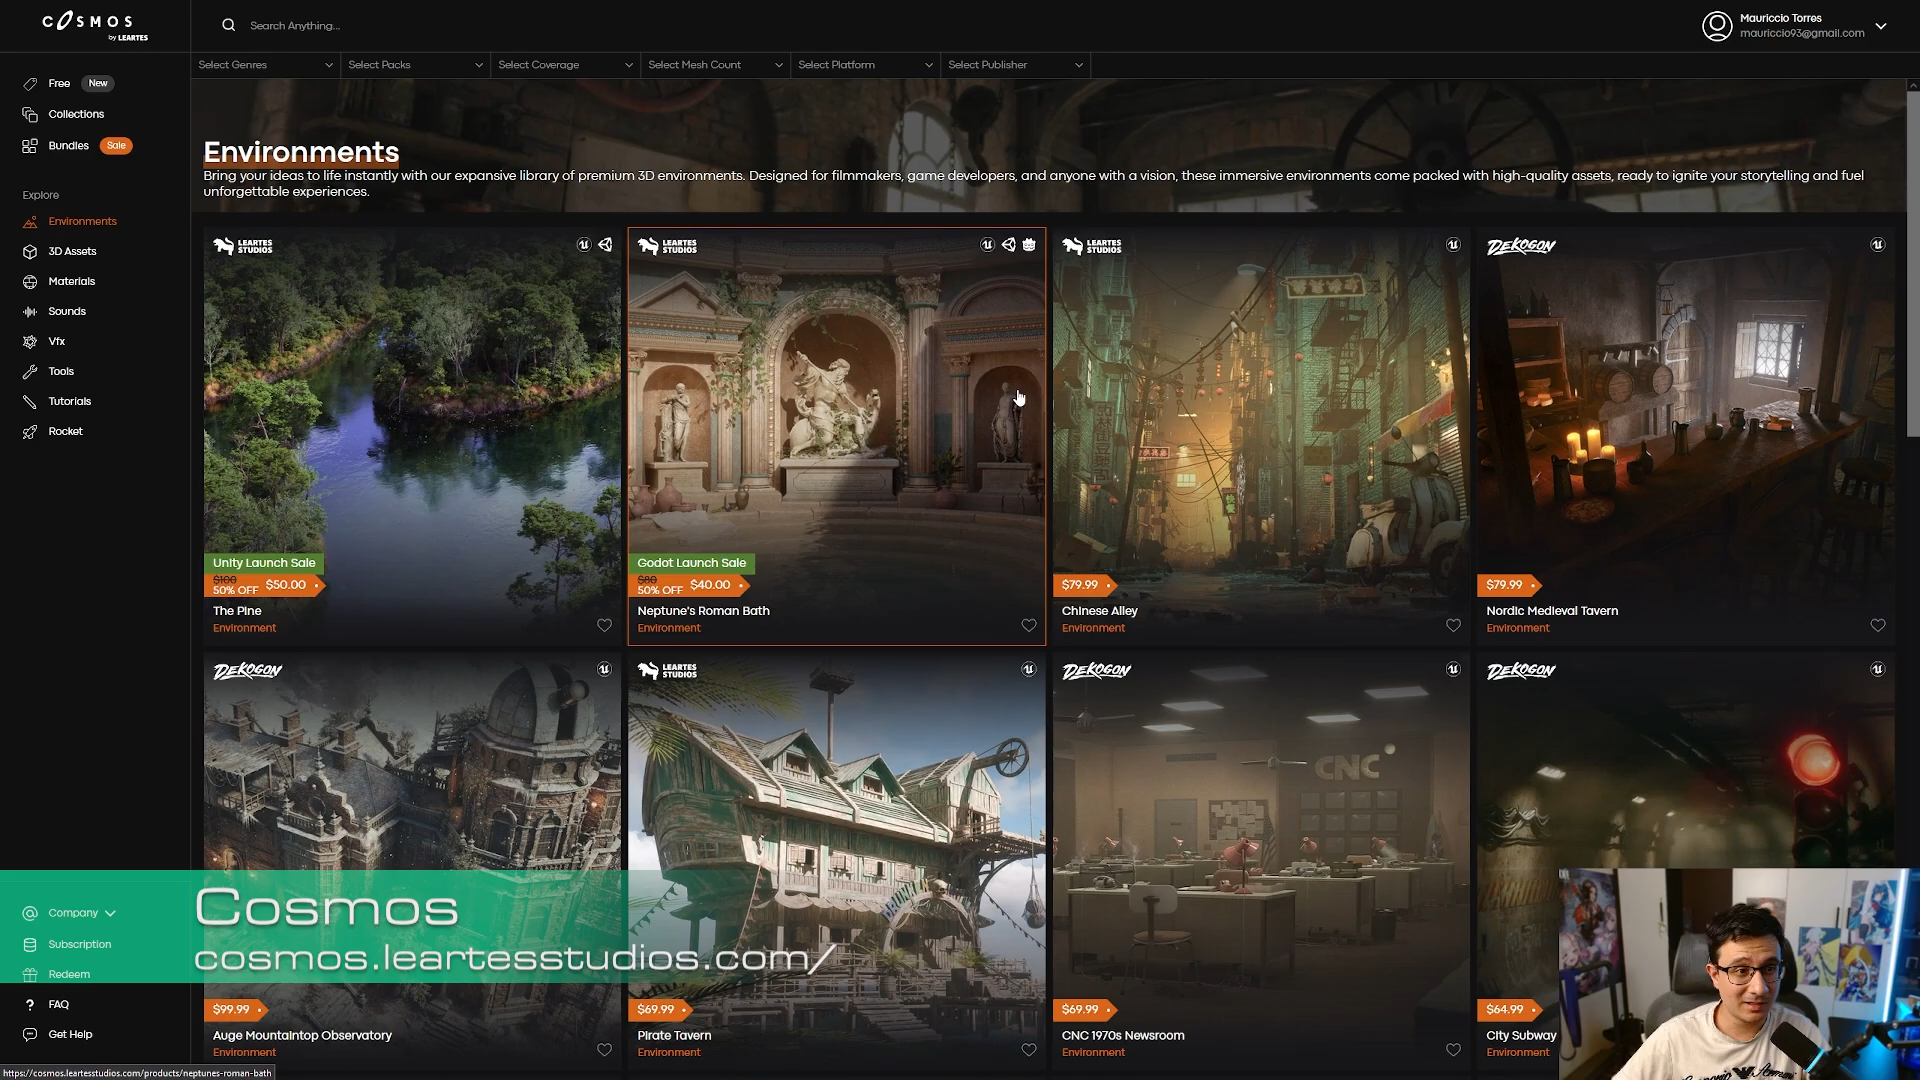 COSMOS
by LEARTES
Search Anything...
Mauriccio Torres
mauriccio93@gmail.com
Select Genres
Select Packs
Select Coverage
Select Mesh Count
Select Platform
Select Publisher
Free New
Collections
Bundles Sale
Explore
Environments
3D Assets
Materials
Sounds
Vfx
Tools
Tutorials
Rocket
Environments
Bring your ideas to life instantly with our expansive library of premium 3D environments. Designed for filmmakers, game developers, and anyone with a vision, these immersive environments come packed with high-quality assets, ready to ignite your storytelling and fuel
unforgettable experiences.
LEARTES
STUDIOS
Unity Launch Sale
$100
50% OFF $50.00
The Pine
Environment
LEARTES
STUDIOS
Godot Launch Sale
$80
50% OFF $40.00
Neptune's Roman Bath
Environment
LEARTES
STUDIOS
$79.99
Chinese Alley
Environment
DEKOGON
$79.99
Nordic Medieval Tavern
Environment
DEKOGON
$99.99
Auge Mountaintop Observatory
Environment
LEARTES
STUDIOS
$69.99
Pirate Tavern
Environment
DEKOGON
CNC
$69.99
CNC 1970s Newsroom
Environment
DEKOGON
$64.99
City Subway
Environment
Company
Subscription
Redeem
FAQ
Get Help
Cosmos
cosmos.leartesstudios.com/
https://cosmos.leartesstudios.com/products/neptunes-roman-bath